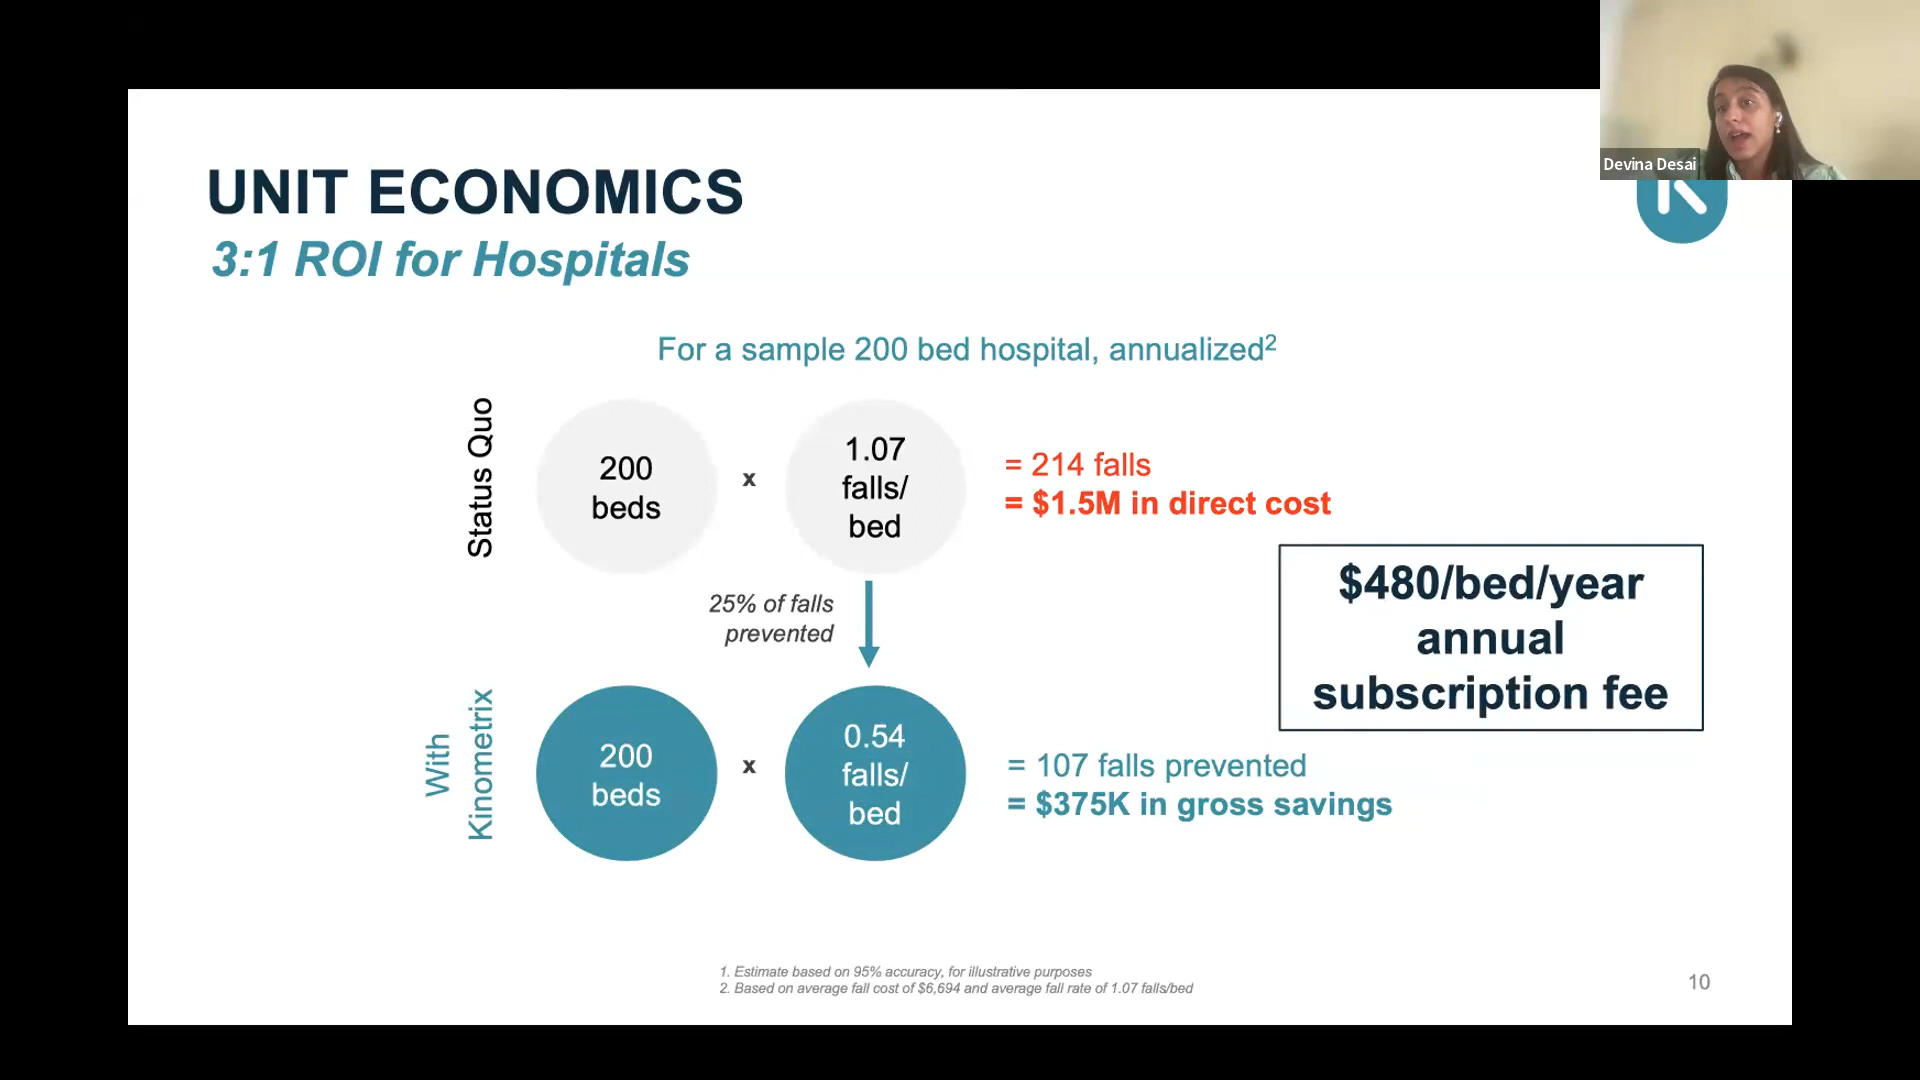 Devina Desai
UNIT ECONOMICS
3:1 ROI for Hospitals
For a sample 200 bed hospital, annualized2
Status Quo
200
beds
x
1.07
falls/
bed
= 214 falls
= $1.5M in direct cost
25% of falls
prevented
$480/bed/year
annual
subscription fee
With
Kinometrix
200
beds
x
0.54
falls/
bed
= 107 falls prevented
= $375K in gross savings
1. Estimate based on 95% accuracy, for illustrative purposes
2. Based on average fall cost of $6,694 and average fall rate of 1.07 falls/bed
10